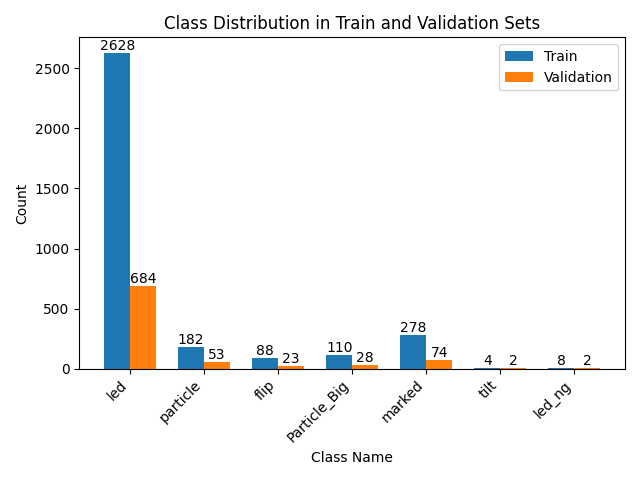 Class Distribution in Train and Validation Sets
Train
Validation
2628
684
182
53
88
23
110
28
278
74
4
2
8
2
2500
2000
1500
1000
500
0
Count
led
particle
flip
Particle_Big
marked
tilt
led_ng
Class Name